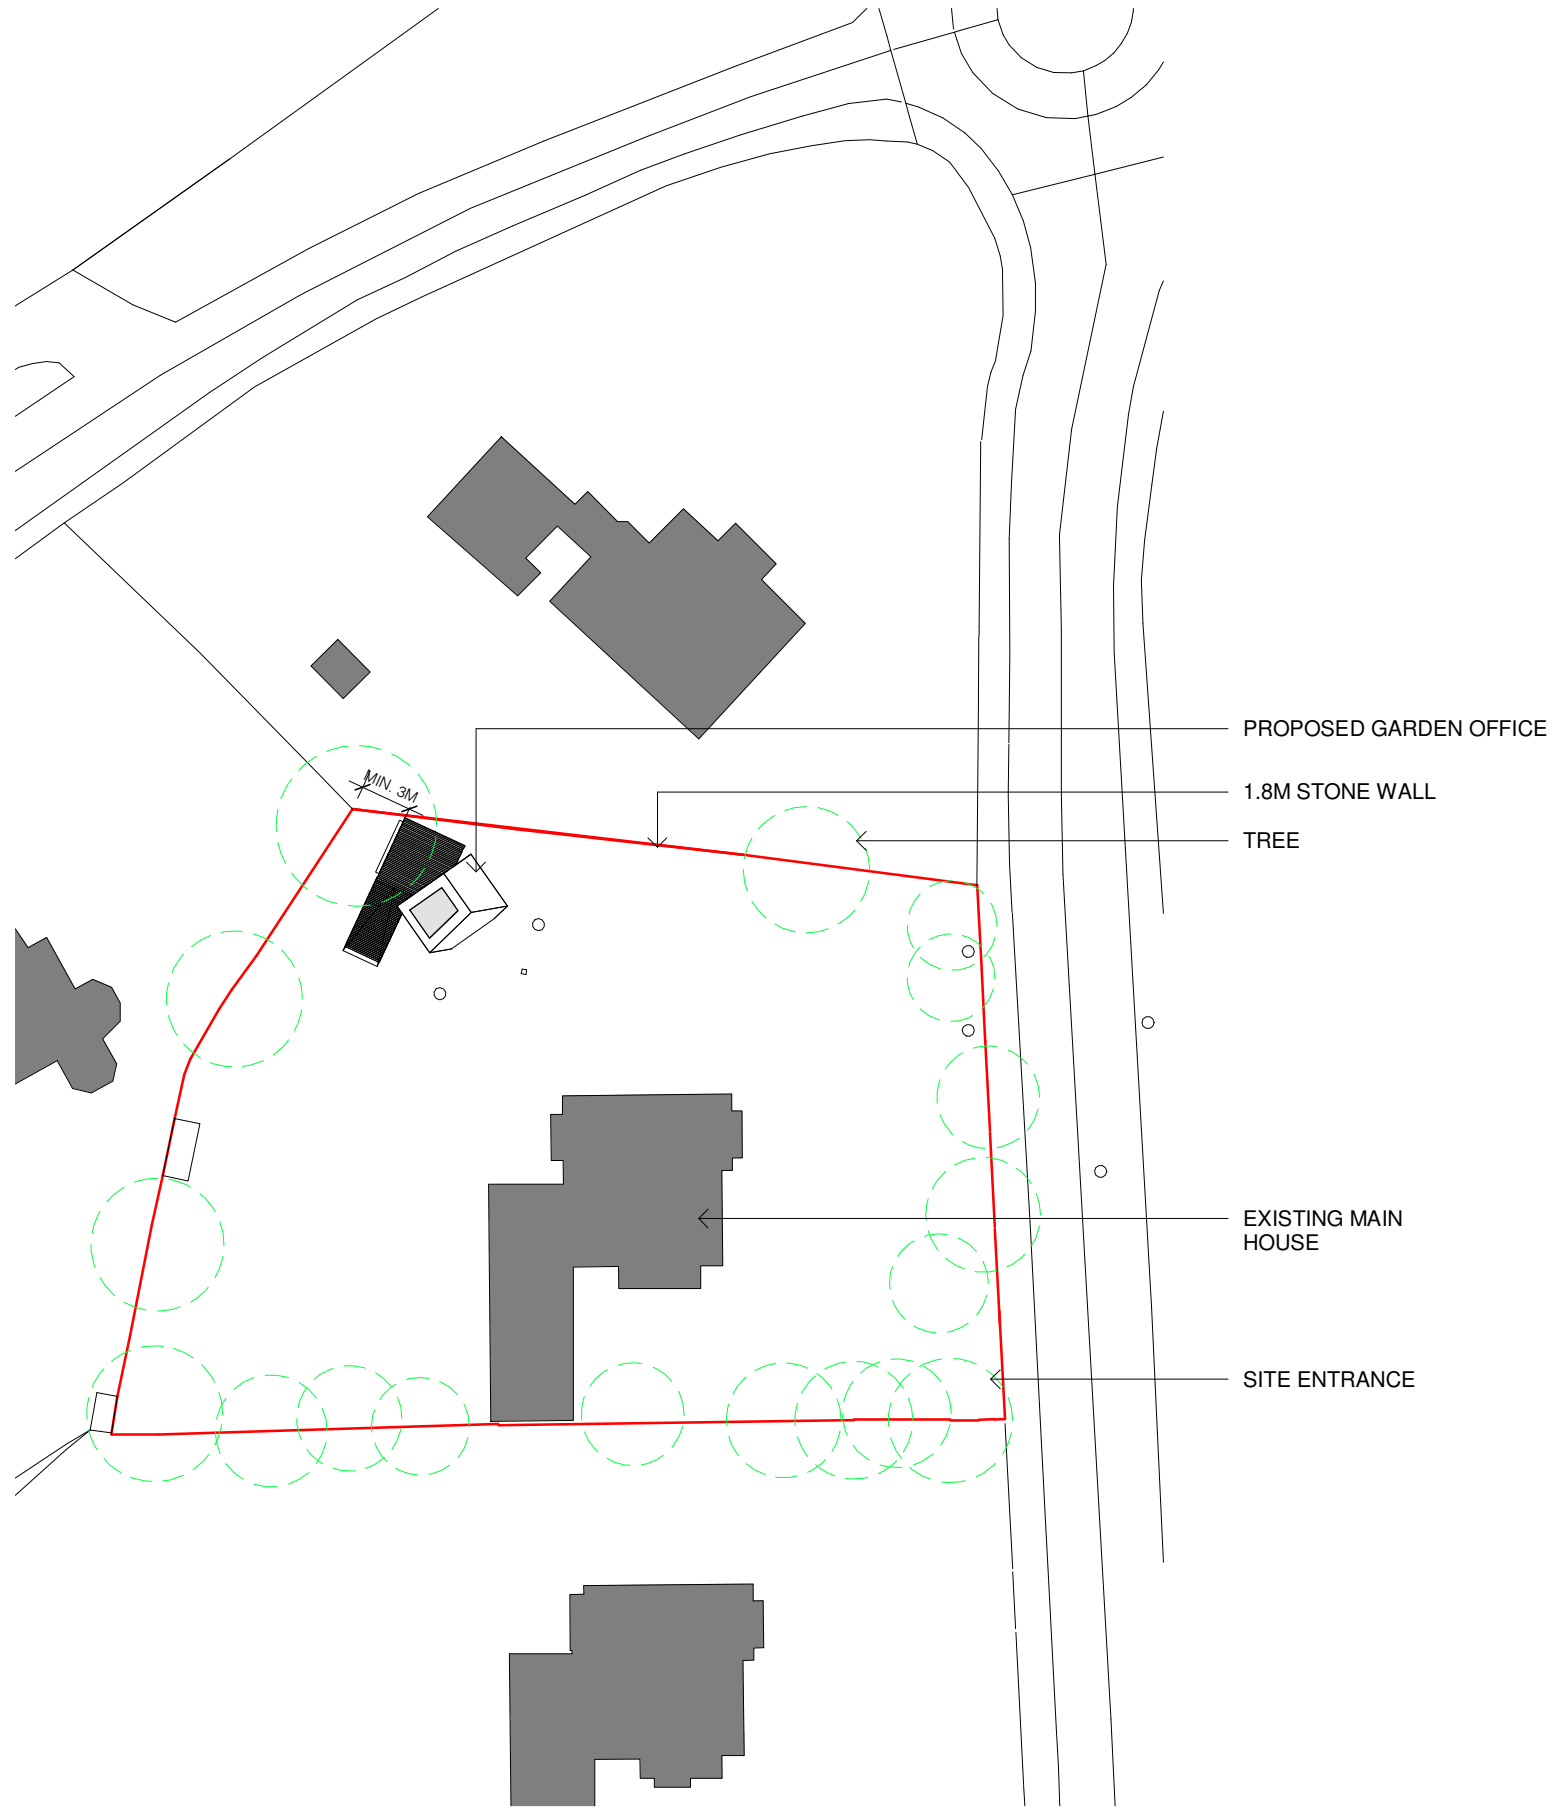 PROPOSED GARDEN OFFICE
MIN. 3M
1.8M STONE WALL
TREE
EXISTING MAIN
HOUSE
SITE ENTRANCE